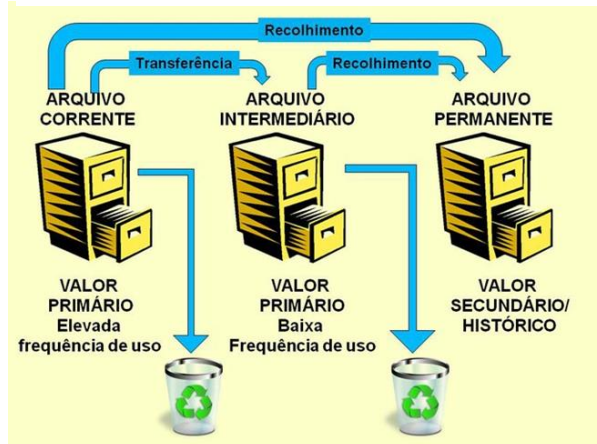 Recolhimento
Transferência
Recolhimento
ARQUIVO
CORRENTE
ARQUIVO
INTERMEDIÁRIO
ARQUIVO
PERMANENTE
VALOR
PRIMÁRIO
Elevada
frequência de uso
VALOR
PRIMÁRIO
Baixa
Frequência de uso
VALOR
SECUNDÁRIO/
HISTÓRICO